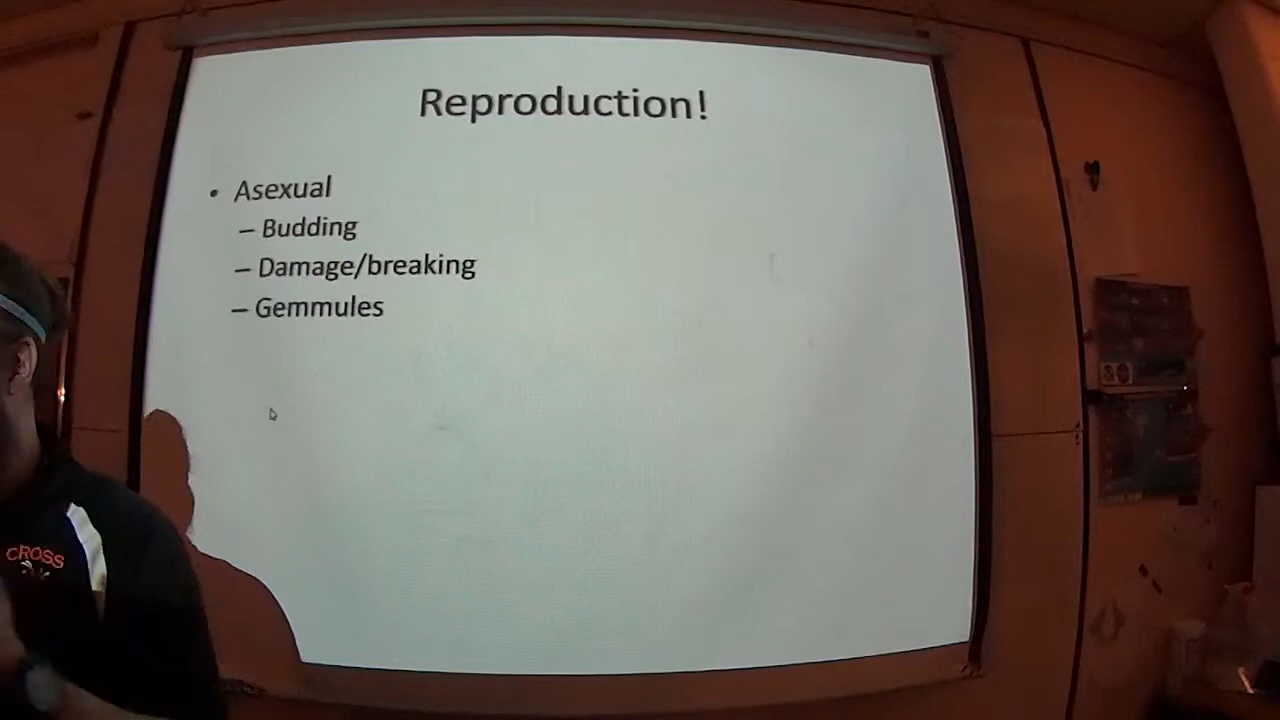 Reproduction!
• Asexual
– Budding
– Damage/breaking
– Gemmules
CROSS